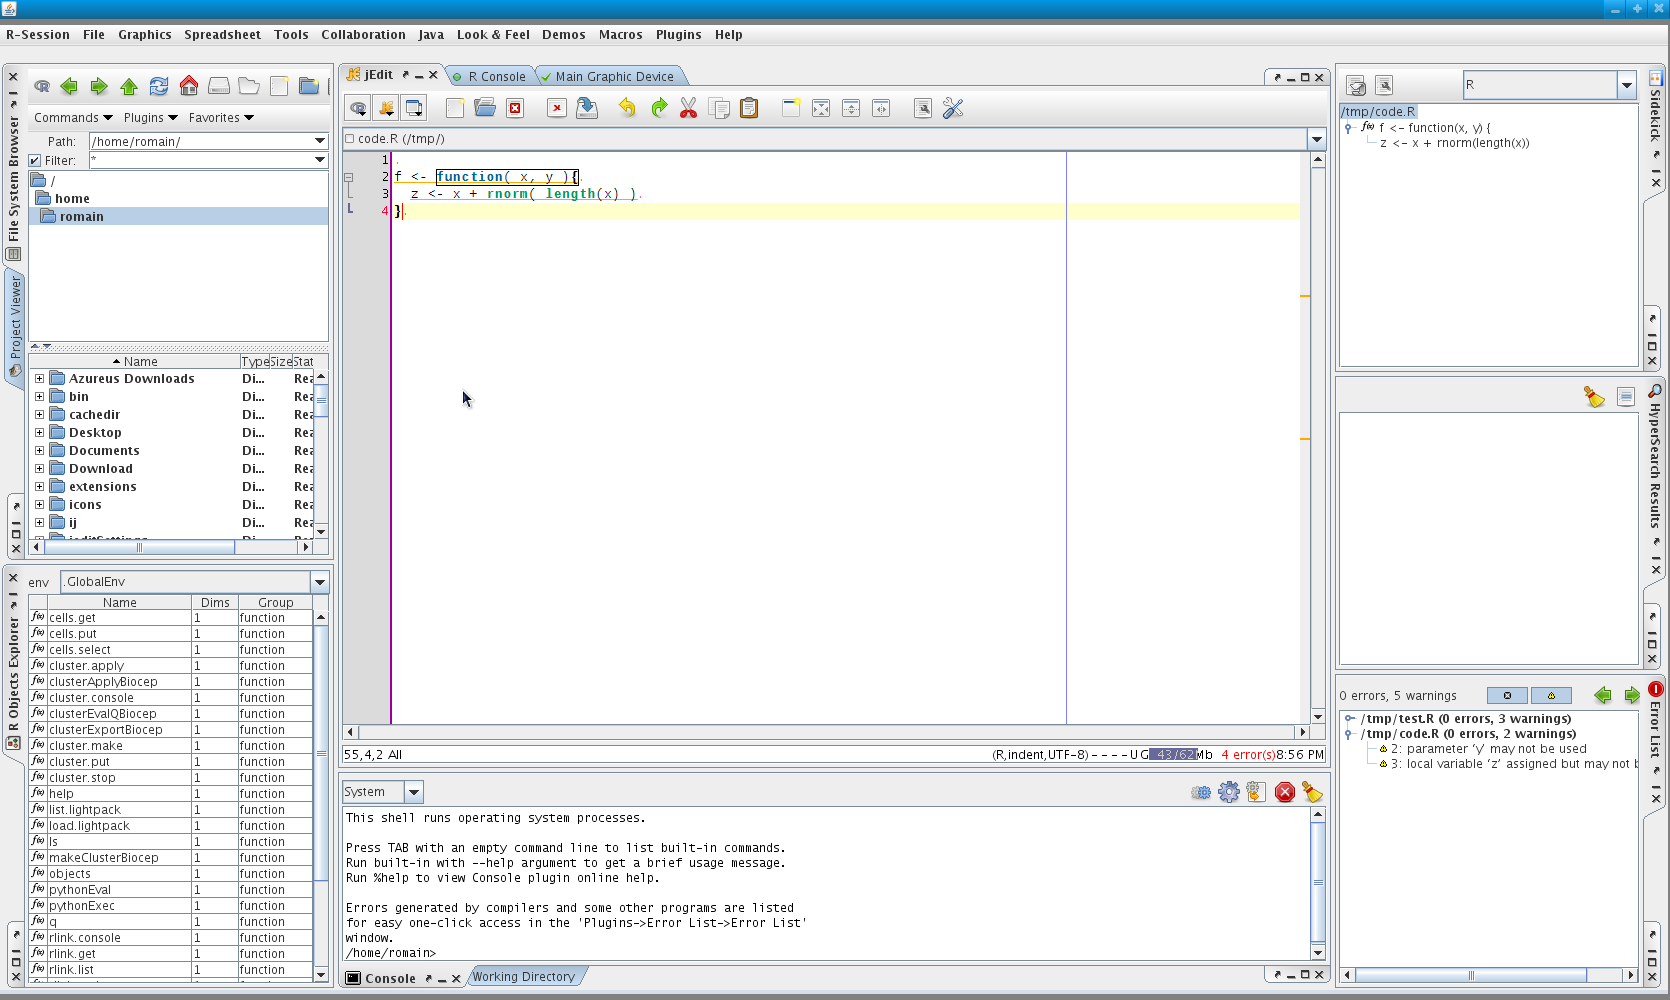 R-Session File Graphics Spreadsheet Tools Collaboration Java Look & Feel Demos Macros Plugins Help
File System Browser
Project Viewer
Commands Plugins Favorites
Path: /home/romain/
Filter: *
/
home
romain
Name Type Size Stat
Azureus Downloads Di... Rea
bin Di... Rea
cachedir Di... Rea
Desktop Di... Rea
Documents Di... Rea
Download Di... Rea
extensions Di... Rea
icons Di... Rea
ij Di... Rea
R Objects Explorer
env .GlobalEnv
Name Dims Group
cells.get 1 function
cells.put 1 function
cells.select 1 function
cluster.apply 1 function
clusterApplyBiocep 1 function
cluster.console 1 function
clusterEvalQBiocep 1 function
clusterExportBiocep 1 function
cluster.make 1 function
cluster.put 1 function
cluster.stop 1 function
help 1 function
list.lightpack 1 function
load.lightpack 1 function
ls 1 function
makeClusterBiocep 1 function
objects 1 function
pythonEval 1 function
pythonExec 1 function
q 1 function
rlink.console 1 function
rlink.get 1 function
rlink.list 1 function
jEdit R Console Main Graphic Device
code.R (/tmp/)
1
2 f <- function( x, y ){
3 z <- x + rnorm( length(x) )
4 }
55,4,2 All (R,indent,UTF-8)----UG 43/62Mb 4 error(s)8:56 PM
System
This shell runs operating system processes.
Press TAB with an empty command line to list built-in commands.
Run built-in with --help argument to get a brief usage message.
Run %help to view Console plugin online help.
Errors generated by compilers and some other programs are listed
for easy one-click access in the 'Plugins->Error List->Error List'
window.
/home/romain>
Console Working Directory
R
Sidekick
/tmp/code.R
f(x) f <- function(x, y) {
z <- x + rnorm(length(x))
HyperSearch Results
Error List
0 errors, 5 warnings
/tmp/test.R (0 errors, 3 warnings)
/tmp/code.R (0 errors, 2 warnings)
2: parameter ‘y’ may not be used
3: local variable ‘z’ assigned but may not b